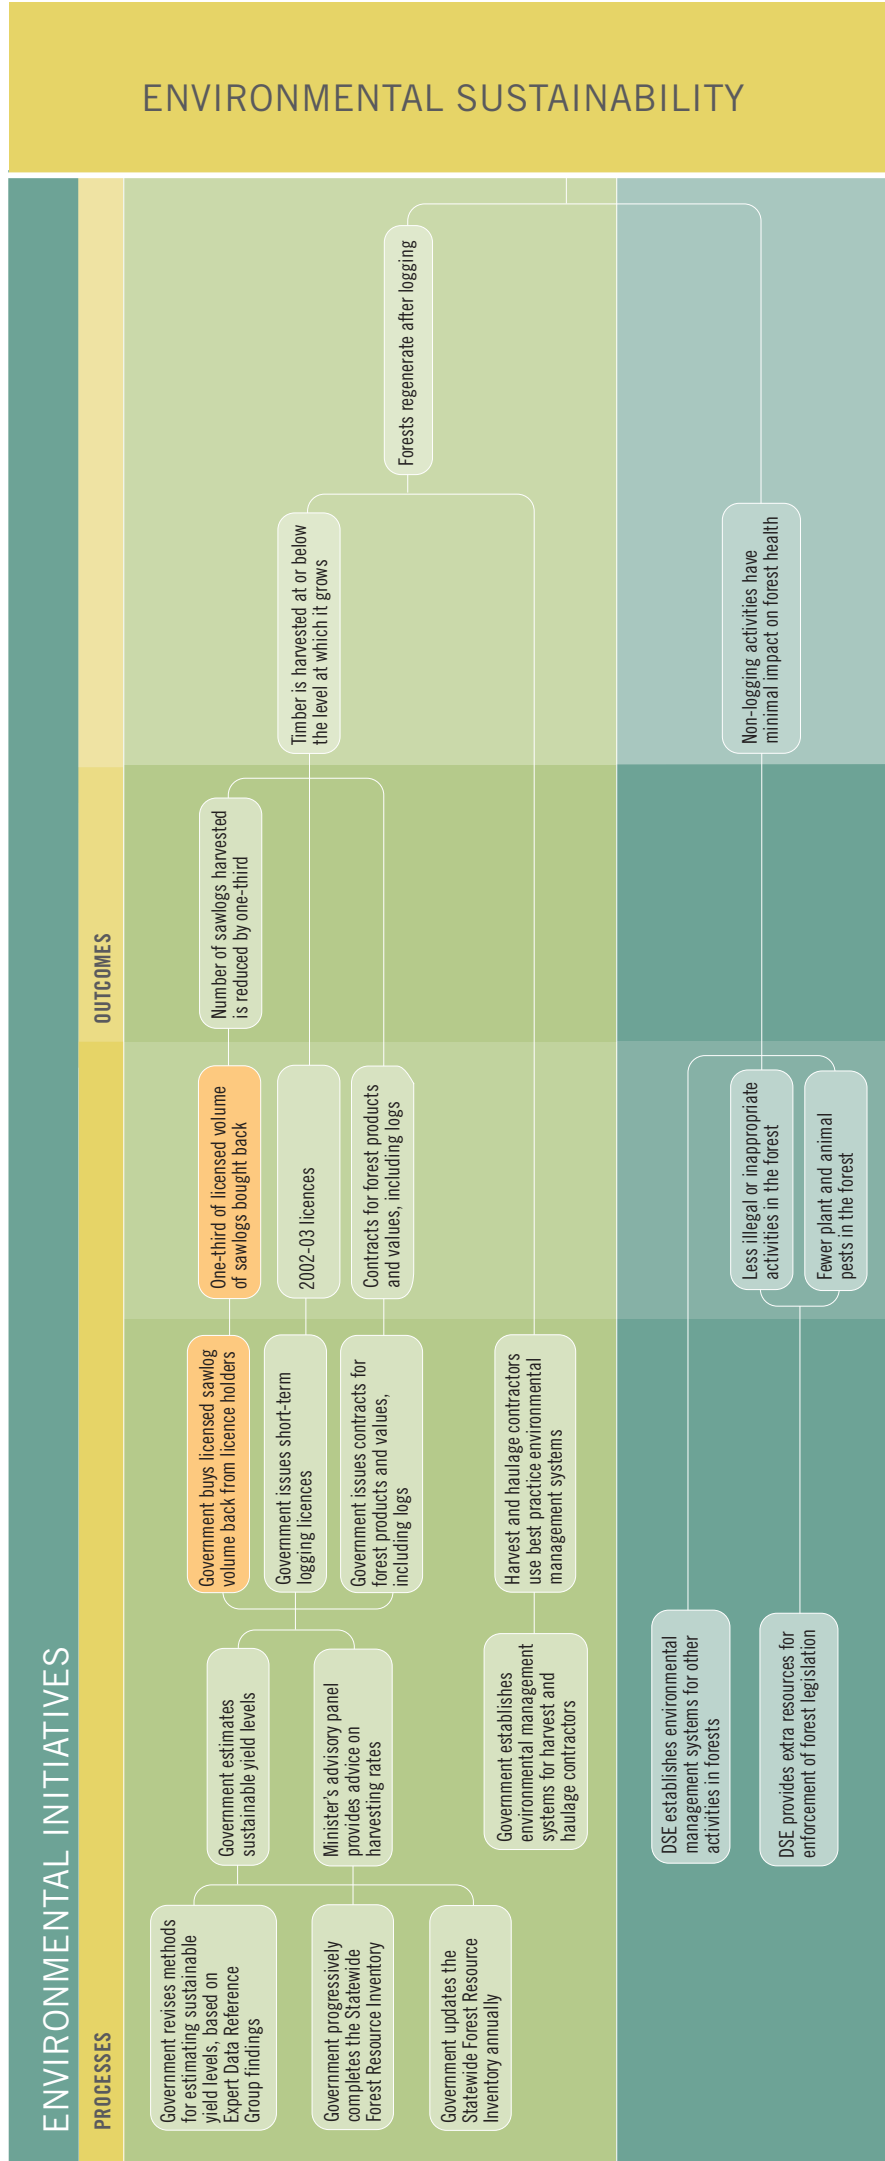 ENVIRONMENTAL SUSTAINABILITY
ENVIRONMENTAL INITIATIVES
PROCESSES
OUTCOMES
Government revises methods
for estimating sustainable
yield levels, based on
Expert Data Reference
Group findings
Government progressively
completes the Statewide
Forest Resource Inventory
Government updates the
Statewide Forest Resource
Inventory annually
Government estimates
sustainable yield levels
Minister's advisory panel
provides advice on
harvesting rates
Government establishes
environmental management
systems for harvest and
haulage contractors
DSE establishes environmental
management systems for other
activities in forests
DSE provides extra resources for
enforcement of forest legislation
Government buys licensed sawlog
volume back from licence holders
Government issues short-term
logging licences
Government issues contracts for
forest products and values,
including logs
Harvest and haulage contractors
use best practice environmental
management systems
One-third of licensed volume
of sawlogs bought back
2002-03 licences
Contracts for forest products
and values, including logs
Less illegal or inappropriate
activities in the forest
Fewer plant and animal
pests in the forest
Number of sawlogs harvested
is reduced by one-third
Timber is harvested at or below
the level at which it grows
Non-logging activities have
minimal impact on forest health
Forests regenerate after logging